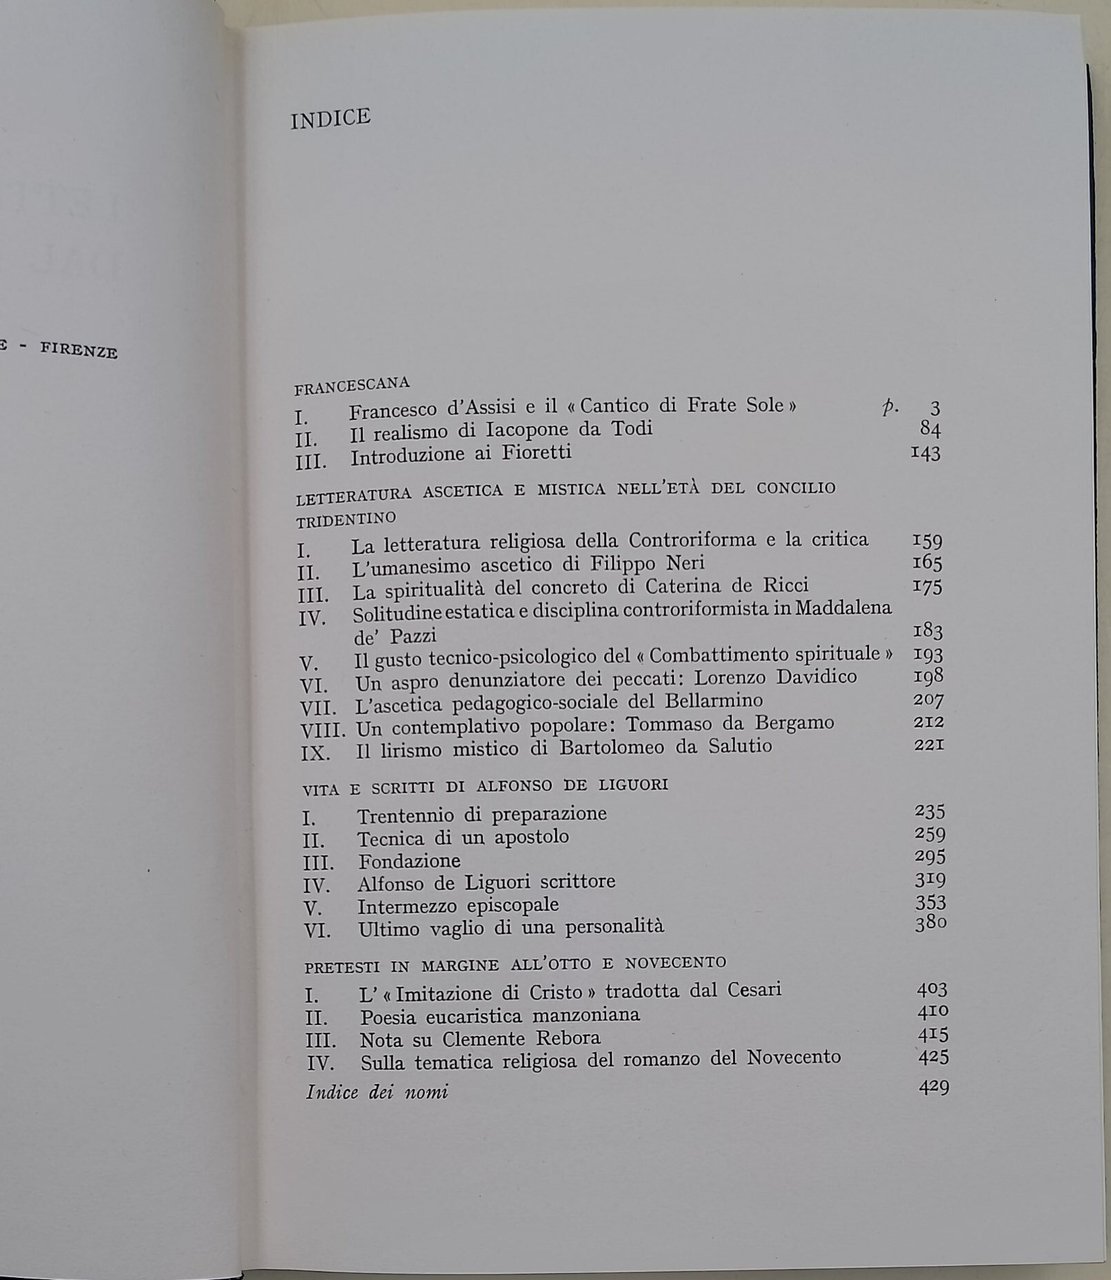 E - FIRENZE
INDICE
FRANCESCANA
I. Francesco d'Assisi e il « Cantico di Frate Sole » p. 3
II. Il realismo di Iacopone da Todi 84
III. Introduzione ai Fioretti 143
LETTERATURA ASCETICA E MISTICA NELL'ETÀ DEL CONCILIO
TRIDENTINO
I. La letteratura religiosa della Controriforma e la critica 159
II. L'umanesimo ascetico di Filippo Neri 165
III. La spiritualità del concreto di Caterina de Ricci 175
IV. Solitudine estatica e disciplina controriformista in Maddalena
de' Pazzi 183
V. Il gusto tecnico-psicologico del « Combattimento spirituale » 193
VI. Un aspro denunziatore dei peccati: Lorenzo Davidico 198
VII. L'ascetica pedagogico-sociale del Bellarmino 207
VIII. Un contemplativo popolare: Tommaso da Bergamo 212
IX. Il lirismo mistico di Bartolomeo da Salutio 221
VITA E SCRITTI DI ALFONSO DE LIGUORI
I. Trentennio di preparazione 235
II. Tecnica di un apostolo 259
III. Fondazione 295
IV. Alfonso de Liguori scrittore 319
V. Intermezzo episcopale 353
VI. Ultimo vaglio di una personalità 380
PRETESTI IN MARGINE ALL'OTTO E NOVECENTO
I. L' « Imitazione di Cristo » tradotta dal Cesari 403
II. Poesia eucaristica manzoniana 410
III. Nota su Clemente Rebora 415
IV. Sulla tematica religiosa del romanzo del Novecento 425
Indice dei nomi 429